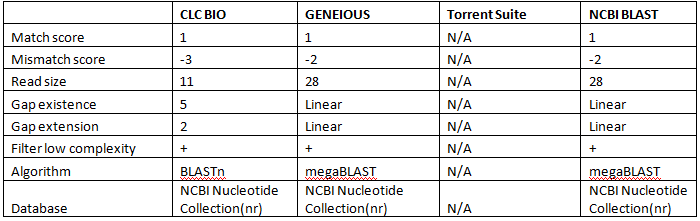 CLC BIO GENEIOUS Torrent Suite NCBI BLAST
Match score 1 1 N/A 1
Mismatch score -3 -2 N/A -2
Read size 11 28 N/A 28
Gap existence 5 Linear N/A Linear
Gap extension 2 Linear N/A Linear
Filter low complexity + + N/A +
Algorithm BLASTn megaBLAST N/A megaBLAST
NCBI Nucleotide NCBI Nucleotide NCBI Nucleotide
Database Collection(nr) Collection(nr) N/A Collection(nr)